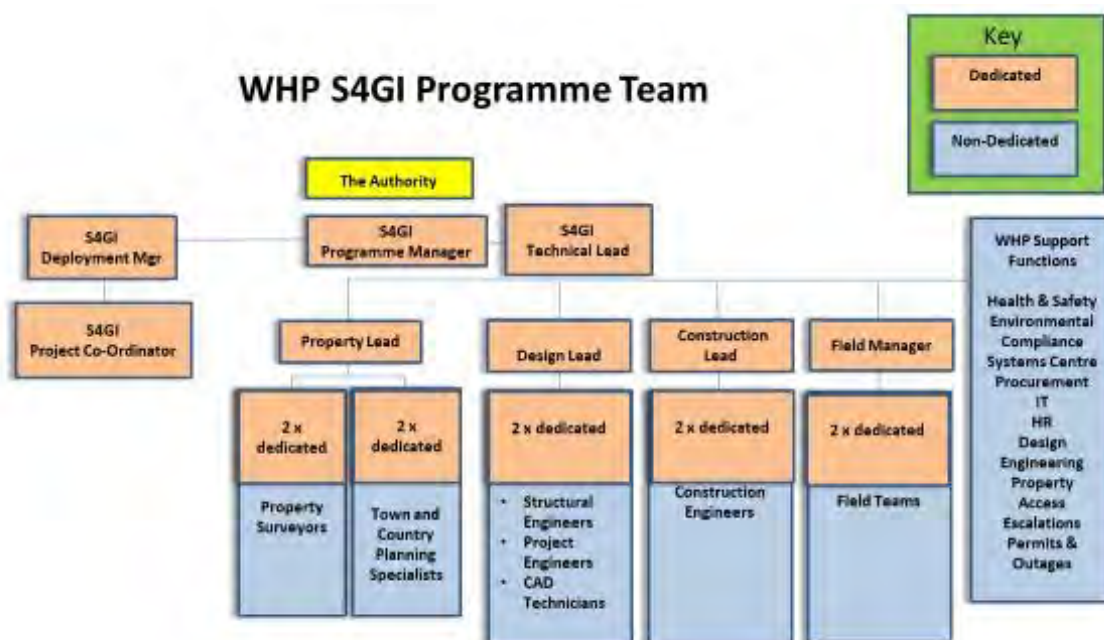 Key
Dedicated
Non-Dedicated
WHP S4GI Programme Team
The Authority
S4GI
Deployment Mgr
S4GI
Programme Manager
S4GI
Technical Lead
S4GI
Project Co-Ordinator
Property Lead
Design Lead
Construction
Lead
Field Manager
2 x
dedicated
Property
Surveyors
2 x
dedicated
Town and
Country
Planning
Specialists
2 x dedicated
• Structural
Engineers
• Project
Engineers
• CAD
Technicians
2 x dedicated
Construction
Engineers
2 x dedicated
Field Teams
WHP Support
Functions
Health & Safety
Environmental
Compliance
Systems Centre
Procurement
IT
HR
Design
Engineering
Property
Access
Escalations
Permits &
Outages